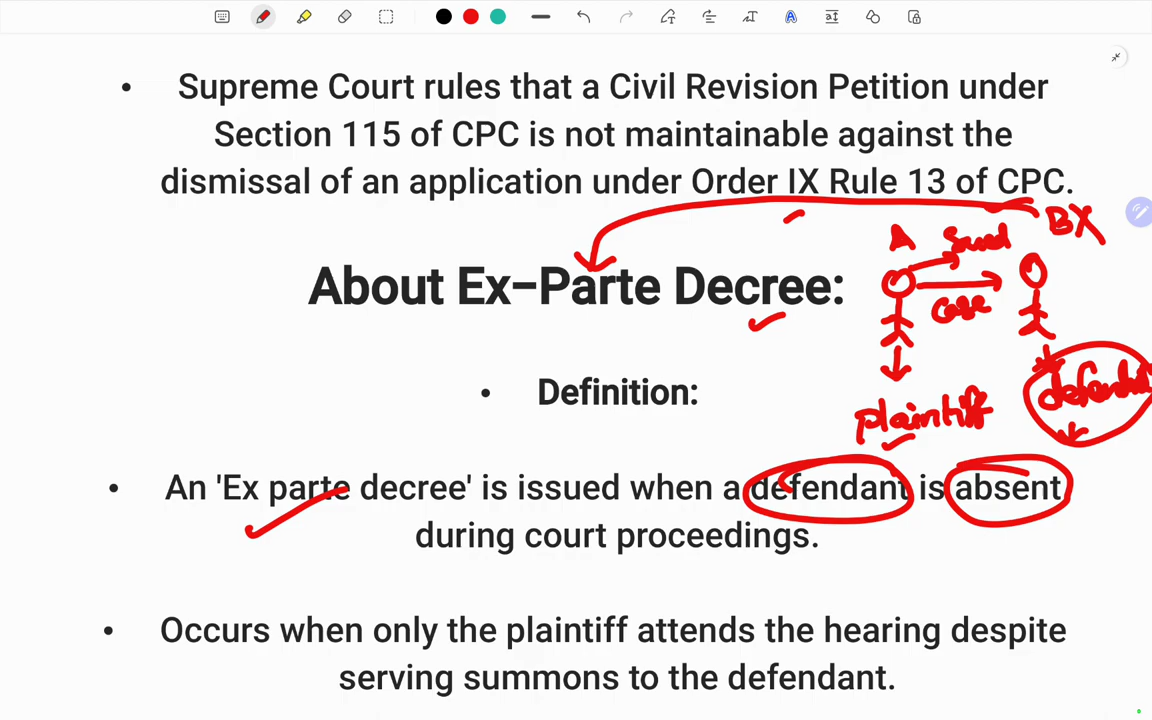 • Supreme Court rules that a Civil Revision Petition under
Section 115 of CPC is not maintainable against the
dismissal of an application under Order IX Rule 13 of CPC.
BX
A sued
About Ex-Parte Decree:
case
• Definition:
defendant
plaintiff
• An 'Ex parte decree' is issued when a defendant is absent
during court proceedings.
• Occurs when only the plaintiff attends the hearing despite
serving summons to the defendant.